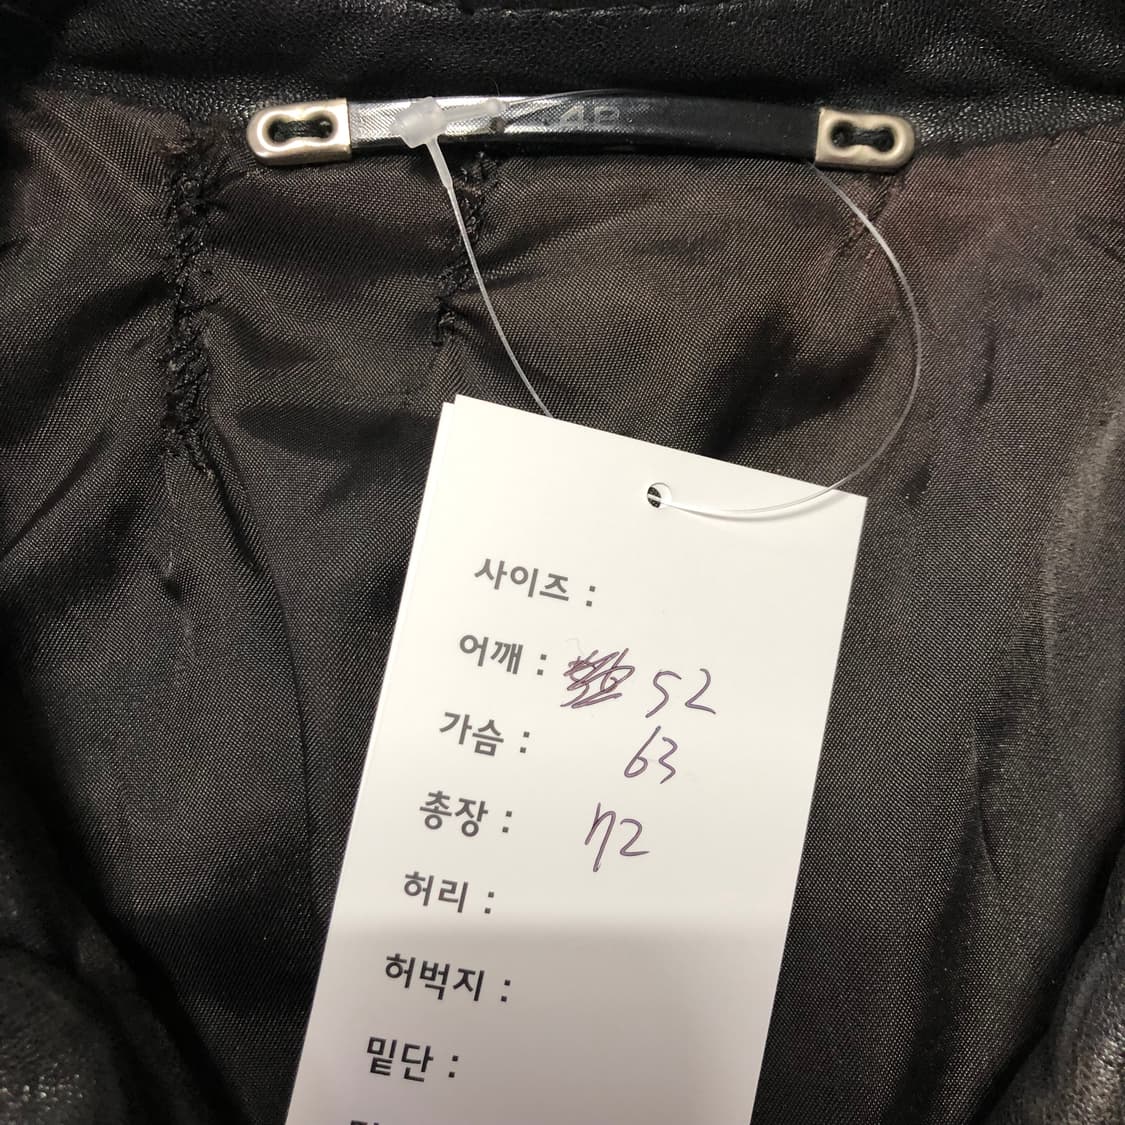 48
사이즈 :
어깨 : 52
가슴 : 63
총장 : 72
허리 :
허벅지 :
밑단 :